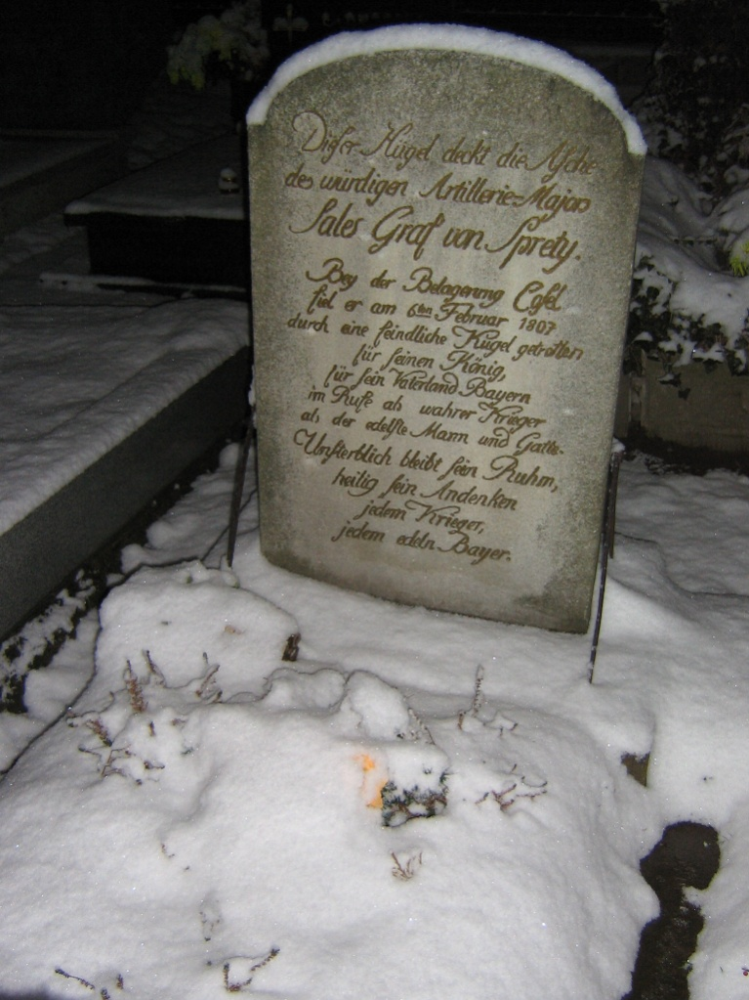 Dieſer Hügel deckt die Aſche
des würdigen Artillerie-Majors
Sales Graf von Sprety.
Bey der Belagerung Coſel
fiel er am 6ten Februar 1807
durch eine feindliche Kugel getroffen
für ſeinen König,
für ſein Vaterland Bayern
im Rufe als wahrer Krieger
als der edelſte Mann und Gatte.
Unſterblich bleibt ſein Ruhm,
heilig ſein Andenken
jedem Krieger,
jedem edeln Bayer.